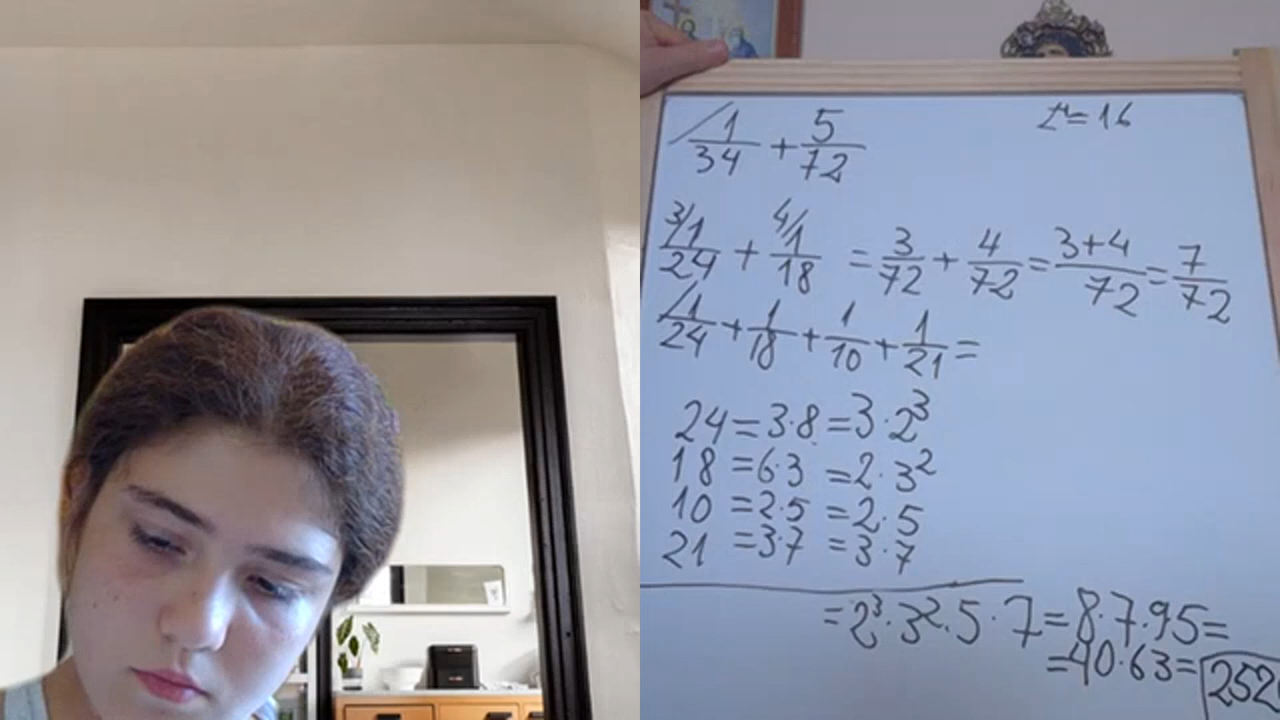 1/34 + 5/72
2⁴=16
3/ 1/24 + 4/ 1/18 = 3/72 + 4/72 = 3+4/72 = 7/72
1/24 + 1/18 + 1/10 + 1/21 =
24 = 3·8 = 3·2³
18 = 6·3 = 2·3²
10 = 2·5 = 2·5
21 = 3·7 = 3·7
= 2³·3²·5·7 = 8·7·95 =
= 40·63 = 252